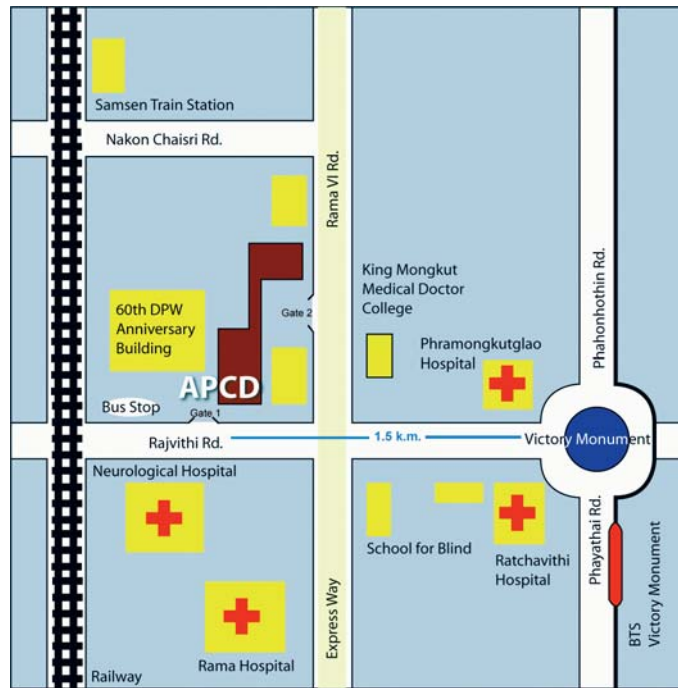 Samsen Train Station
Nakon Chaisri Rd.
Rama VI Rd.
Phahonhothin Rd.
King Mongkut
Medical Doctor
College
60th DPW
Anniversary
Building
Gate 2
Phramongkutglao
Hospital
APCD
Bus Stop
Gate 1
Rajvithi Rd.
1.5 k.m.
Victory Monument
Neurological Hospital
School for Blind
Ratchavithi
Hospital
Phayathai Rd.
BTS
Victory Monument
Express Way
Rama Hospital
Railway